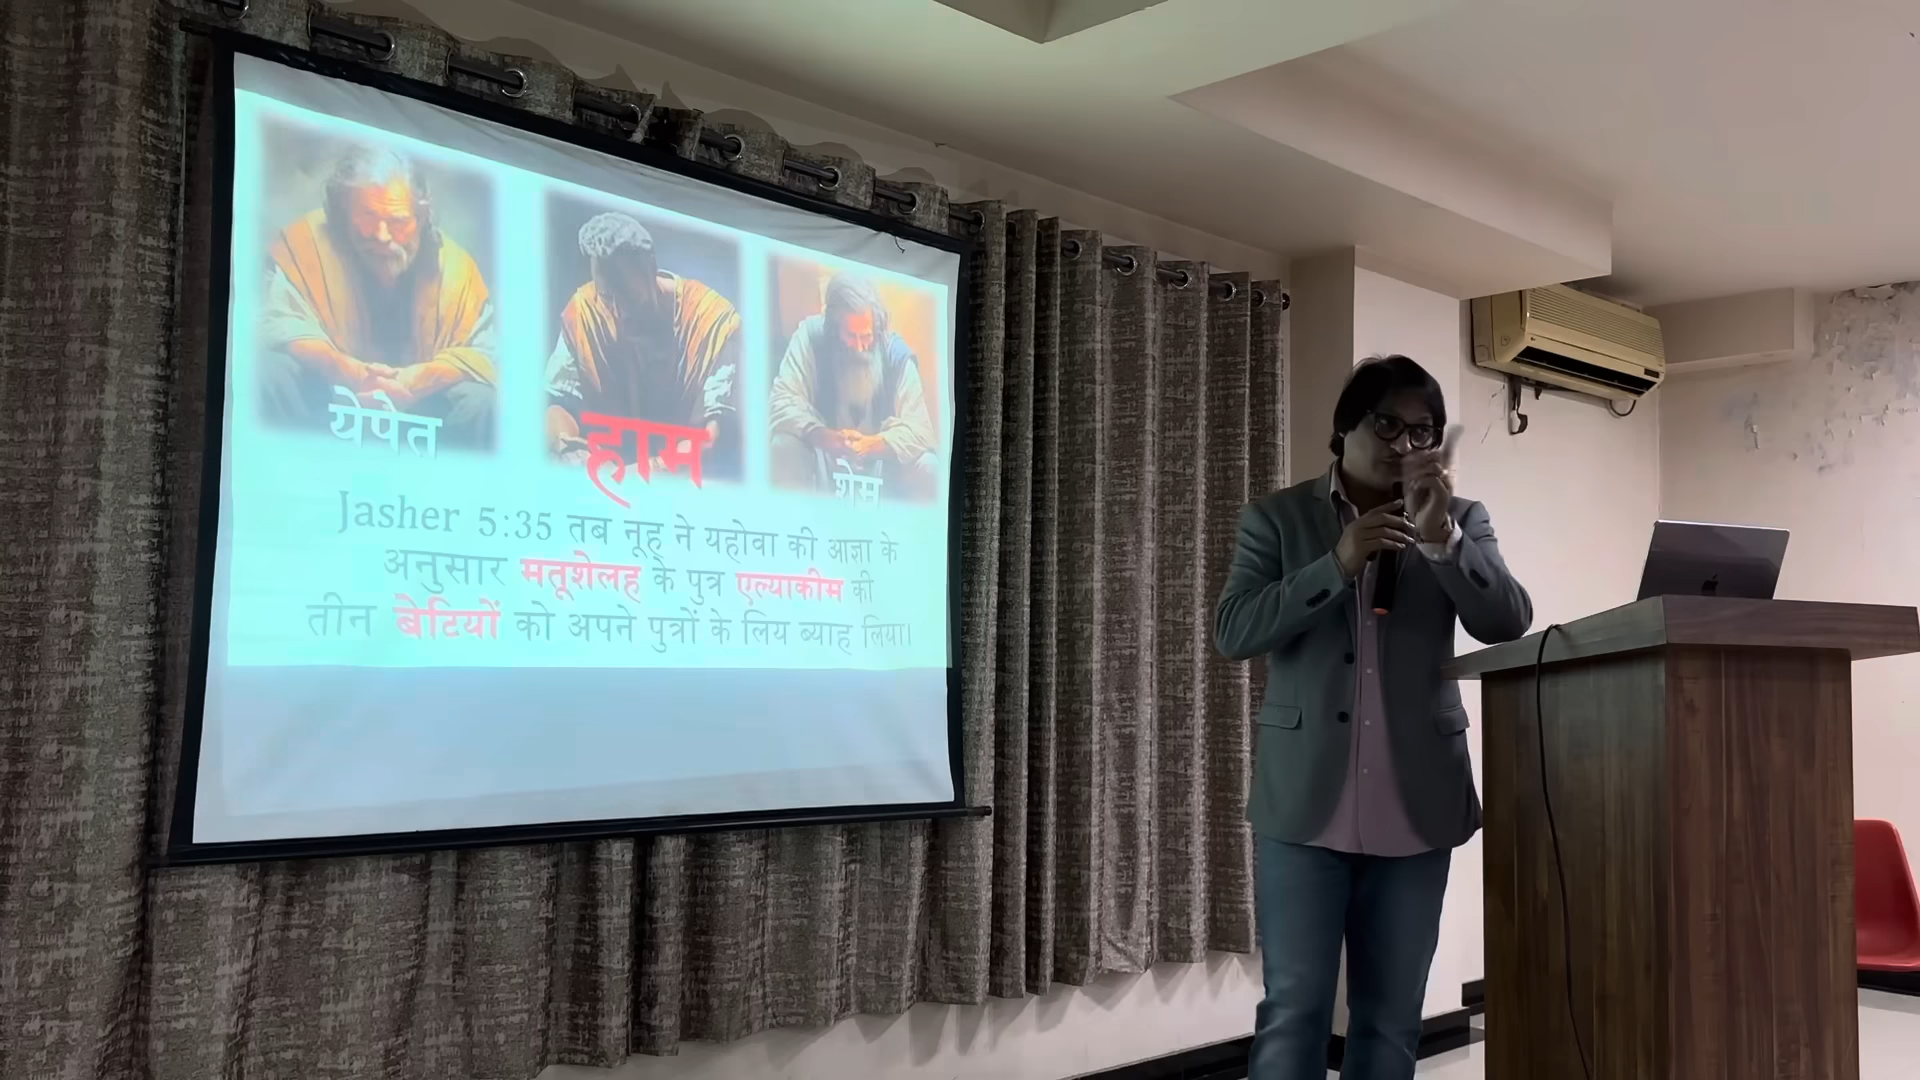 येपेत
हाम
शेम
Jasher 5:35 तब नूह ने यहोवा की आज्ञा के
अनुसार मतूशेलह के पुत्र एल्याकीम की
तीन बेटियों को अपने पुत्रों के लिय ब्याह लिया।